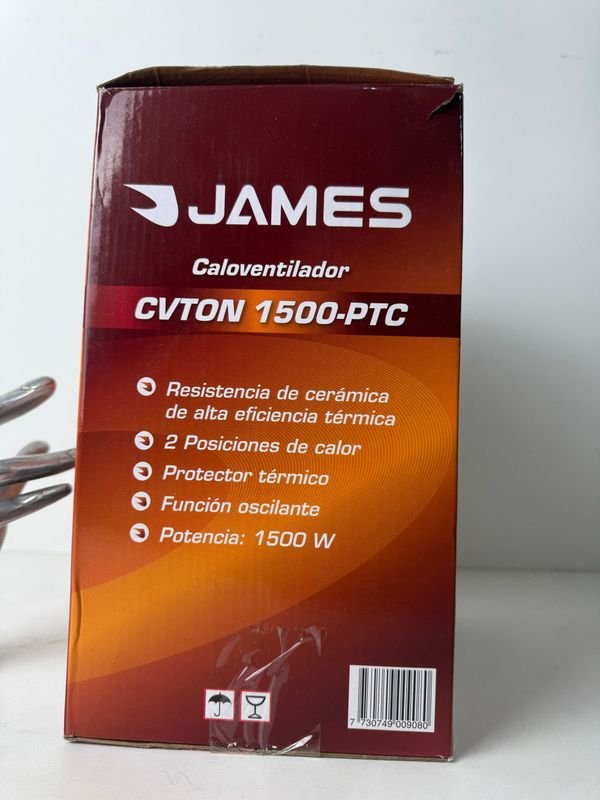 JAMES
Caloventilador
CVTON 1500-PTC
Resistencia de cerámica
de alta eficiencia térmica
2 Posiciones de calor
Protector térmico
Función oscilante
Potencia: 1500 W
7 730749 009080